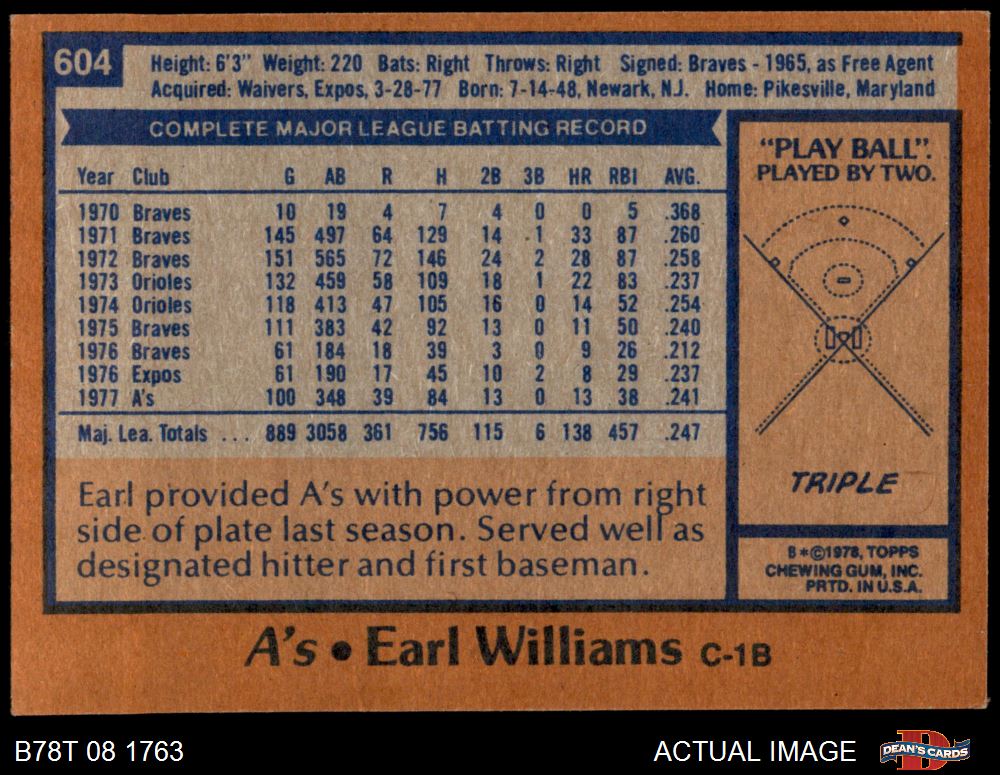 604
Height: 6'3" Weight: 220 Bats: Right Throws: Right Signed: Braves - 1965, as Free Agent
Acquired: Waivers, Expos, 3-28-77 Born: 7-14-48, Newark, N.J. Home: Pikesville, Maryland
COMPLETE MAJOR LEAGUE BATTING RECORD
Year Club G AB R H 2B 3B HR RBI AVG.
1970 Braves 10 19 4 7 4 0 0 5 .368
1971 Braves 145 497 64 129 14 1 33 87 .260
1972 Braves 151 565 72 146 24 2 28 87 .258
1973 Orioles 132 459 58 109 18 1 22 83 .237
1974 Orioles 118 413 47 105 16 0 14 52 .254
1975 Braves 111 383 42 92 13 0 11 50 .240
1976 Braves 61 184 18 39 3 0 9 26 .212
1976 Expos 61 190 17 45 10 2 8 29 .237
1977 A's 100 348 39 84 13 0 13 38 .241
Maj. Lea. Totals ... 889 3058 361 756 115 6 138 457 .247
Earl provided A's with power from right
side of plate last season. Served well as
designated hitter and first baseman.
"PLAY BALL".
PLAYED BY TWO.
TRIPLE
B*©1978, TOPPS
CHEWING GUM, INC.
PRTD. IN U.S.A.
A's • Earl Williams C-1B
B78T 08 1763
ACTUAL IMAGE
D
DEAN'S CARDS